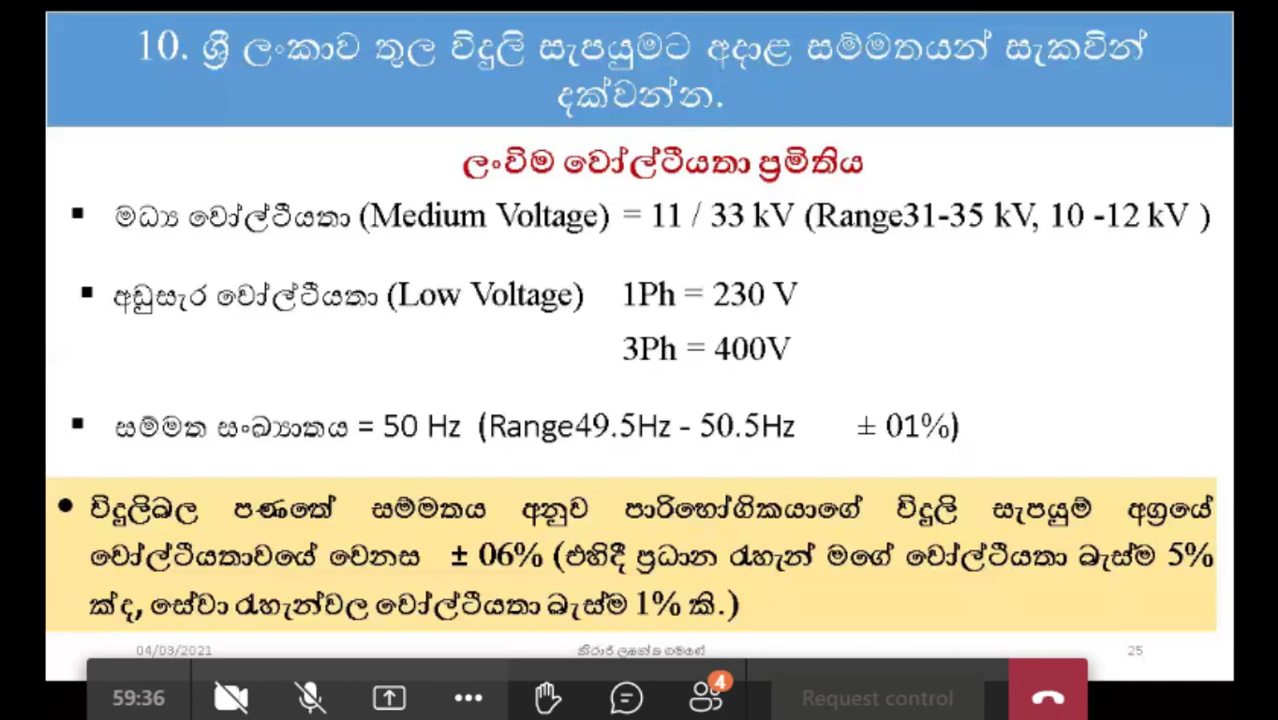 10. ශ්‍රී ලංකාව තුල විදුලි සැපයුමට අදාළ සම්මතයන් සැකවින්
දක්වන්න.
ලංවිම වෝල්ටීයතා ප්‍රමිතිය
▪ මධ්‍ය වෝල්ටීයතා (Medium Voltage) = 11 / 33 kV (Range31-35 kV, 10 -12 kV )
▪ අඩුසැර වෝල්ටීයතා (Low Voltage) 1Ph = 230 V
3Ph = 400V
▪ සම්මත සංඛ්‍යාතය = 50 Hz (Range49.5Hz - 50.5Hz ± 01%)
• විදුලිබල පණතේ සම්මතය අනුව පාරිභෝගිකයාගේ විදුලි සැපයුම් අග්‍රයේ
වෝල්ටීයතාවයේ වෙනස ± 06% (එහිදී ප්‍රධාන රැහැන් මගේ වෝල්ටීයතා බැස්ම 5%
ක්ද, සේවා රැහැන්වල වෝල්ටීයතා බැස්ම 1% කි.)
04/03/2021 25
59:36 4 Request control